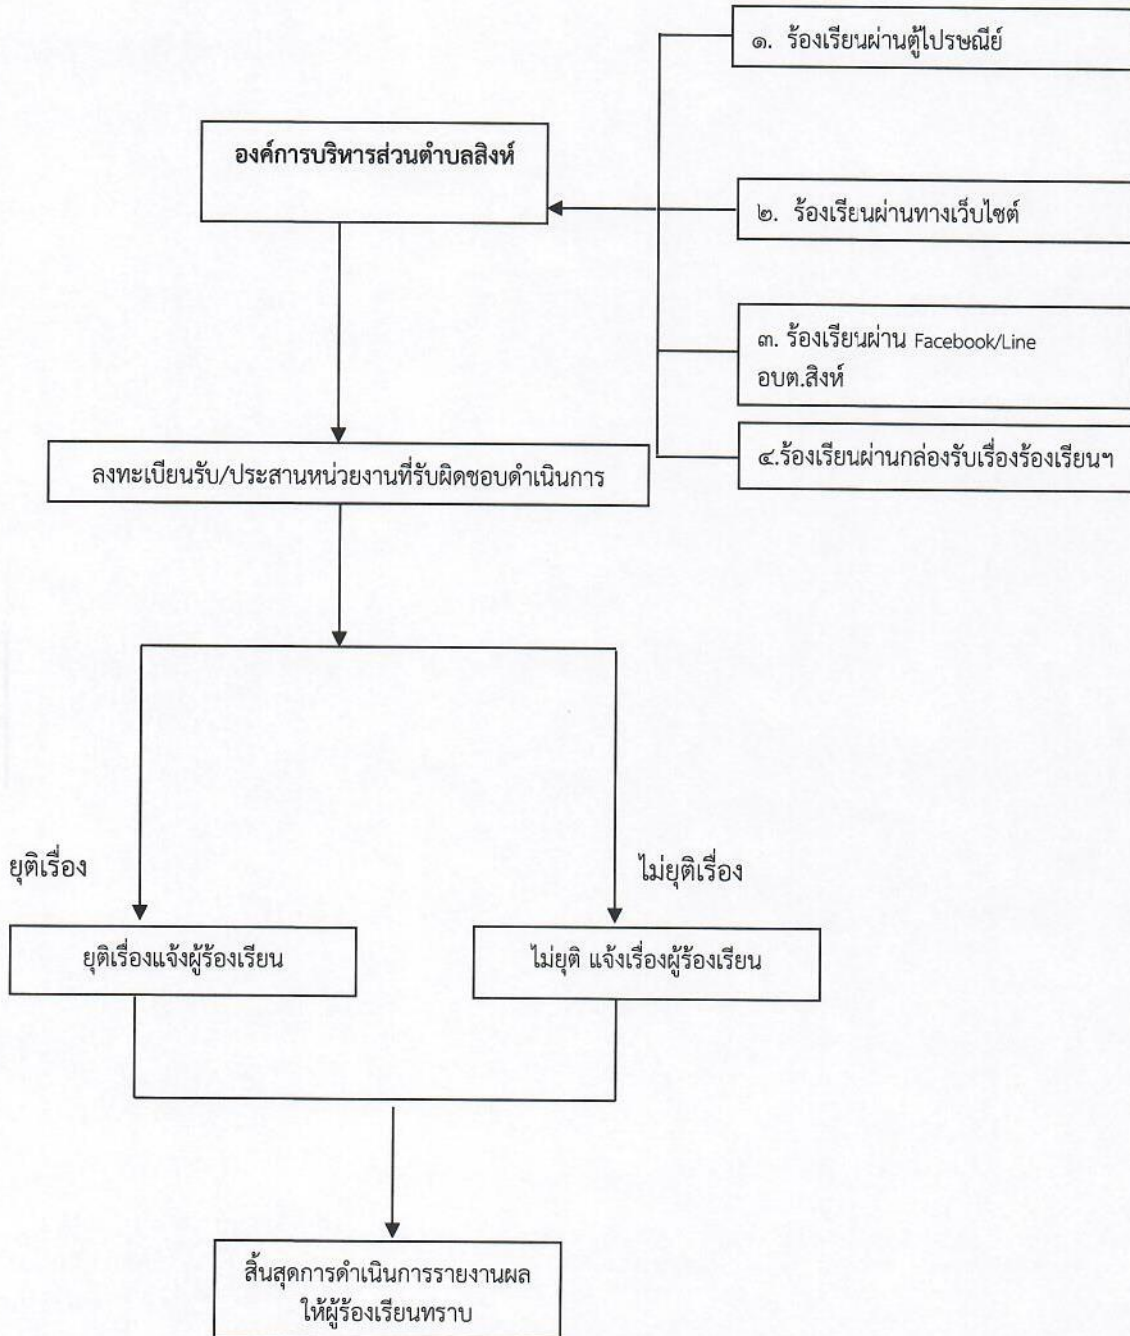 ๑. ร้องเรียนผ่านตู้ไปรษณีย์
องค์การบริหารส่วนตำบลสิงห์
๒. ร้องเรียนผ่านทางเว็บไซต์
๓. ร้องเรียนผ่าน Facebook/Line
อบต.สิงห์
๔.ร้องเรียนผ่านกล่องรับเรื่องร้องเรียนฯ
ลงทะเบียนรับ/ประสานหน่วยงานที่รับผิดชอบดำเนินการ
ยุติเรื่อง
ไม่ยุติเรื่อง
ยุติเรื่องแจ้งผู้ร้องเรียน
ไม่ยุติ แจ้งเรื่องผู้ร้องเรียน
สิ้นสุดการดำเนินการรายงานผล
ให้ผู้ร้องเรียนทราบ